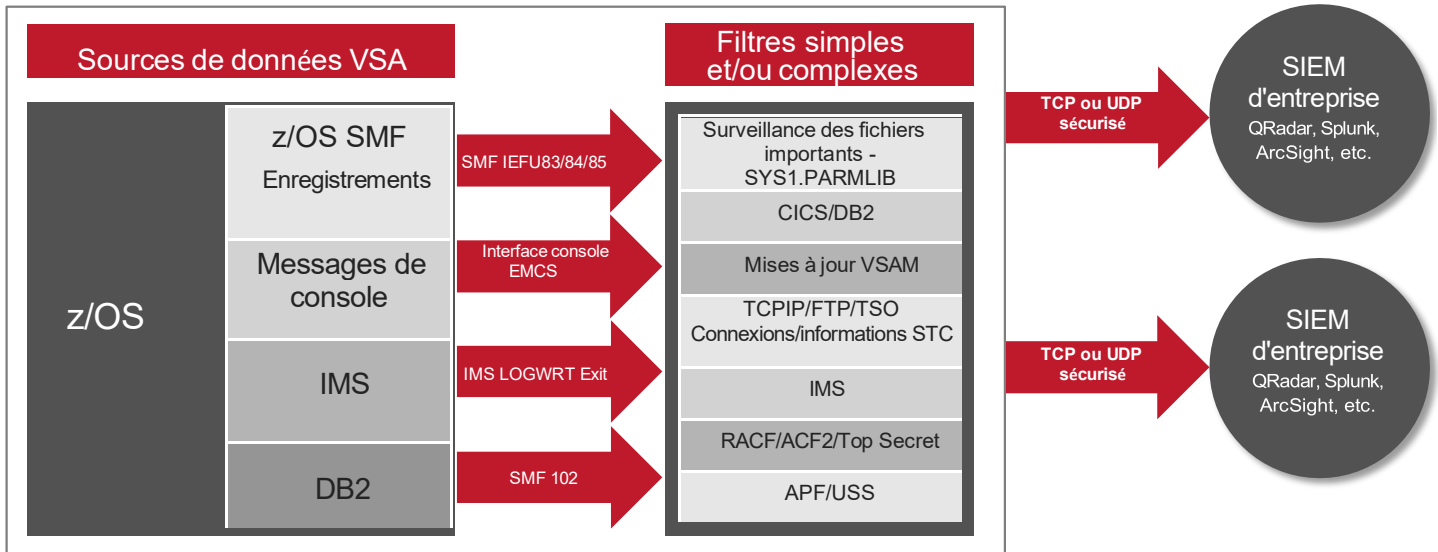 Sources de données VSA
Filtres simples
et/ou complexes
z/OS
z/OS SMF
Enregistrements
Messages de
console
IMS
DB2
SMF IEFU83/84/85
Interface console
EMCS
IMS LOGWRT Exit
SMF 102
Surveillance des fichiers
importants -
SYS1.PARMLIB
CICS/DB2
Mises à jour VSAM
TCPIP/FTP/TSO
Connexions/informations STC
IMS
RACF/ACF2/Top Secret
APF/USS
TCP ou UDP
sécurisé
SIEM
d'entreprise
QRadar, Splunk,
ArcSight, etc.
TCP ou UDP
sécurisé
SIEM
d'entreprise
QRadar, Splunk,
ArcSight, etc.